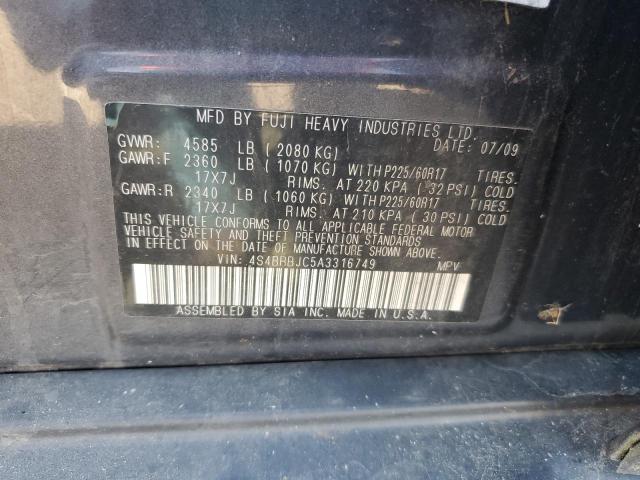 MFD BY FUJI HEAVY INDUSTRIES LTD.
GVWR: 4585 LB ( 2080 KG) DATE: 07/09
GAWR:F 2360 LB ( 1070 KG) WITH P225/60R17 TIRES.
17X7J RIMS. AT 220 KPA ( 32 PSI) COLD
GAWR:R 2340 LB ( 1060 KG) WITH P225/60R17 TIRES.
17X7J RIMS. AT 210 KPA ( 30 PSI) COLD
THIS VEHICLE CONFORMS TO ALL APPLICABLE FEDERAL MOTOR
VEHICLE SAFETY BUMPER, AND THEFT PREVENTION STANDARDS
IN EFFECT ON THE DATE OF MANUFACTURE SHOWN ABOVE.
VIN: 4S4BRBJC5A3316749 MPV
ASSEMBLED BY SIA INC. MADE IN U.S.A.